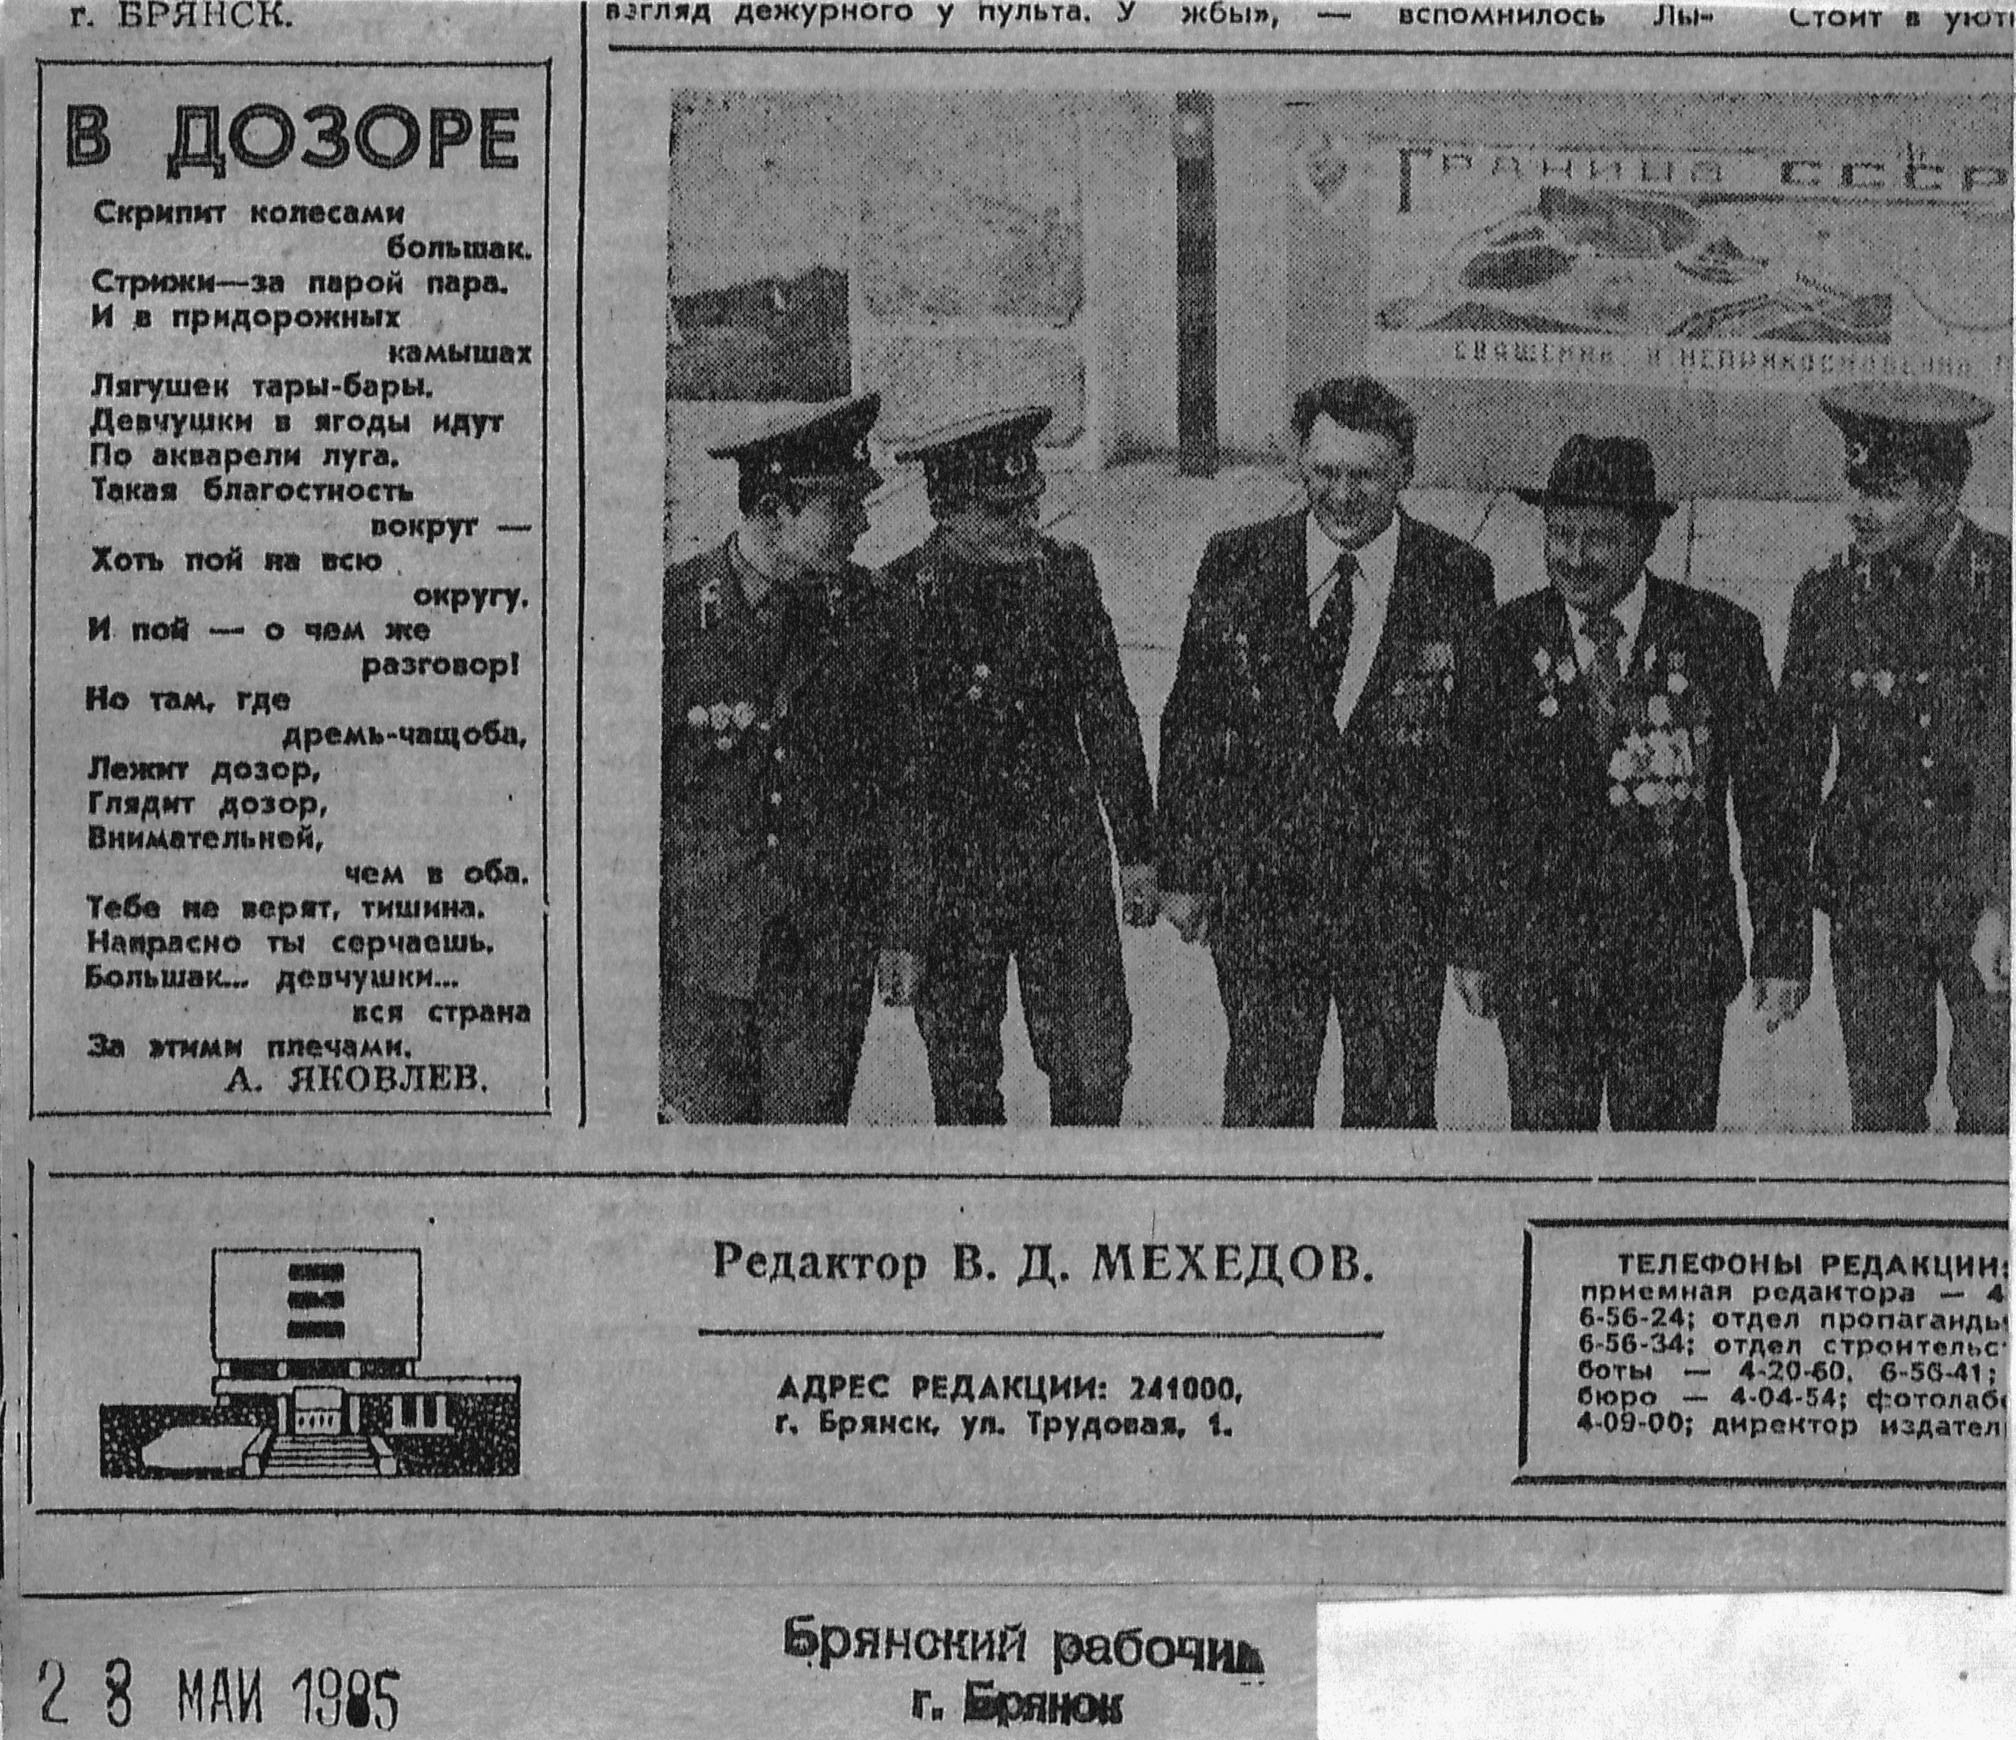 г. БРЯНСК.
взгляд дежурного у пульта. У
жбы», — вспомнилось Лы-
Стоит в
В ДОЗОРЕ
Скрипит колесами
большак.
Стрижи—за парой пара.
И в придорожных
камышах
Лягушек тары-бары.
Девчушки в ягоды идут
По акварели луга.
Такая благостность
вокруг —
Хоть пой на всю
округу.
И пой — о чем же
разговор!
Но там, где
дремь-чащоба,
Лежит дозор,
Глядит дозор,
Внимательней,
чем в оба.
Тебе не верят, тишина.
Напрасно ты серчаешь.
Большак... девчушки...
вся страна
За этими плечами.
А. ЯКОВЛЕВ.
Граница СССР
СВЯЩЕННА И НЕПРИКОСНОВЕННА
Редактор В. Д. МЕХЕДОВ.
АДРЕС РЕДАКЦИИ: 241000,
г. Брянск, ул. Трудовая, 1.
ТЕЛЕФОНЫ РЕДАКЦИИ:
приемная редактора — 4
6-56-24; отдел пропаганды
6-56-34; отдел строительс
боты — 4-20-60, 6-56-41;
бюро — 4-04-54; фотолаб
4-09-00; директор издател
28 МАЙ 1985
Брянский рабочий
г. Брянск